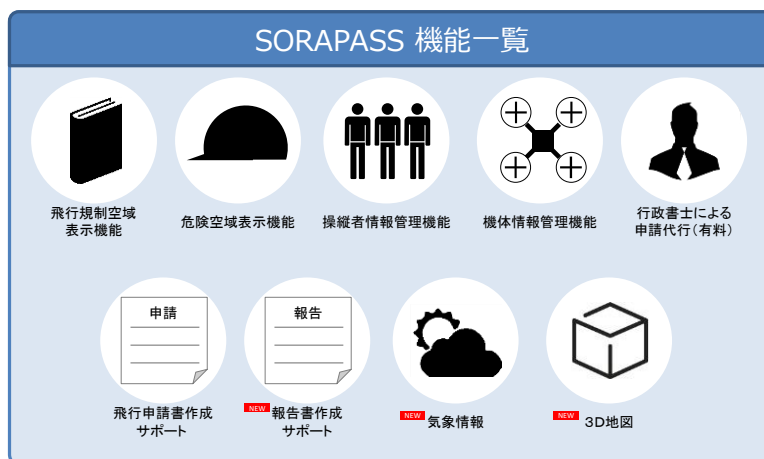 SORAPASS 機能一覧
飛行規制空域
表示機能
危険空域表示機能
操縦者情報管理機能
機体情報管理機能
行政書士による
申請代行(有料)
申請
飛行申請書作成
サポート
報告
NEW 報告書作成
サポート
NEW 気象情報
NEW 3D地図